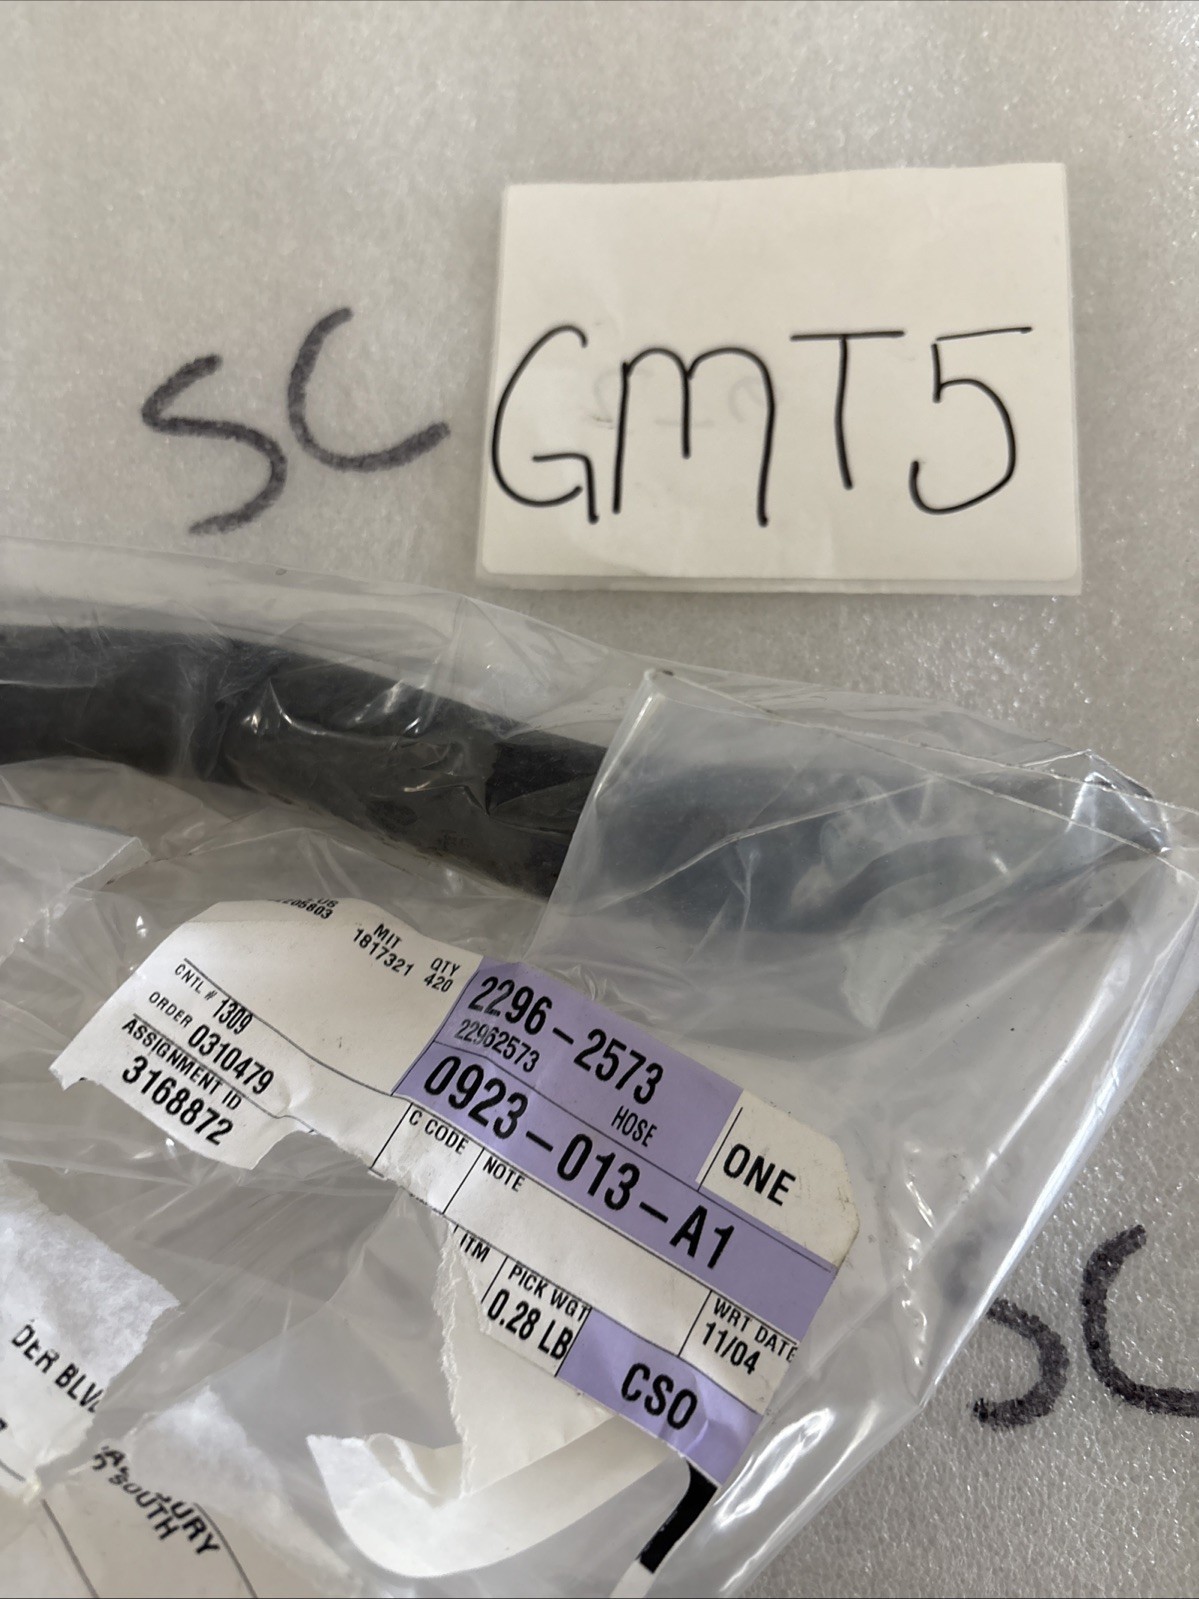 SC
GMT5
MIT
1817321
QTY
420
CNTL # 1309
ORDER 0310479
ASSIGNMENT ID
3168872
2296-2573
22962573
HOSE
ONE
0923-013-A1
C CODE
NOTE
ITM
PICK WGT
0.28 LB
WRT DATE
11/04
CSO
SC
DER BLV
SOUTH